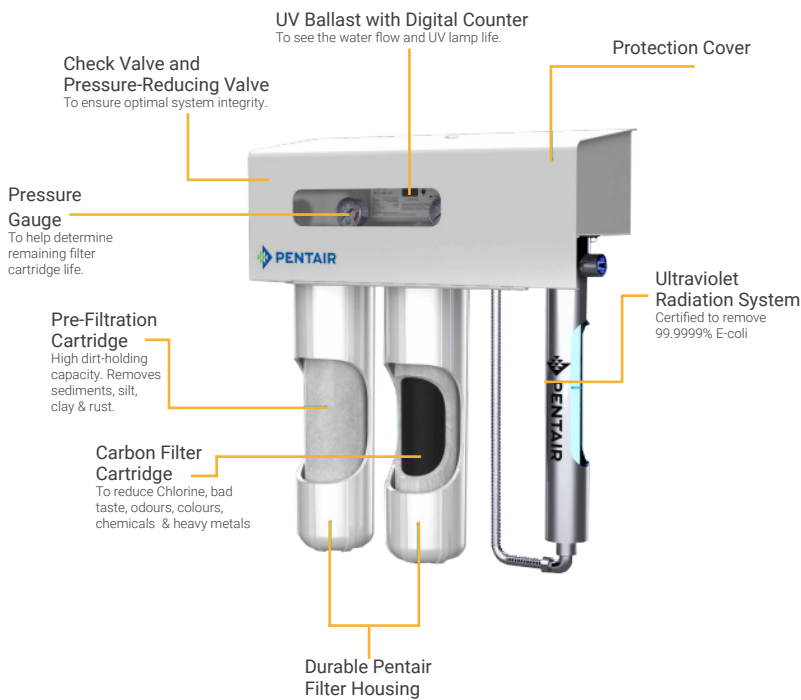 UV Ballast with Digital Counter
To see the water flow and UV lamp life.
Protection Cover
Check Valve and
Pressure-Reducing Valve
To ensure optimal system integrity.
Pressure
Gauge
To help determine
remaining filter
cartridge life.
PENTAIR
Ultraviolet
Radiation System
Certified to remove
99.9999% E-coli
Pre-Filtration
Cartridge
High dirt-holding
capacity. Removes
sediments, silt,
clay & rust.
PENTAIR
Carbon Filter
Cartridge
To reduce Chlorine, bad
taste, odours, colours,
chemicals & heavy metals
Durable Pentair
Filter Housing